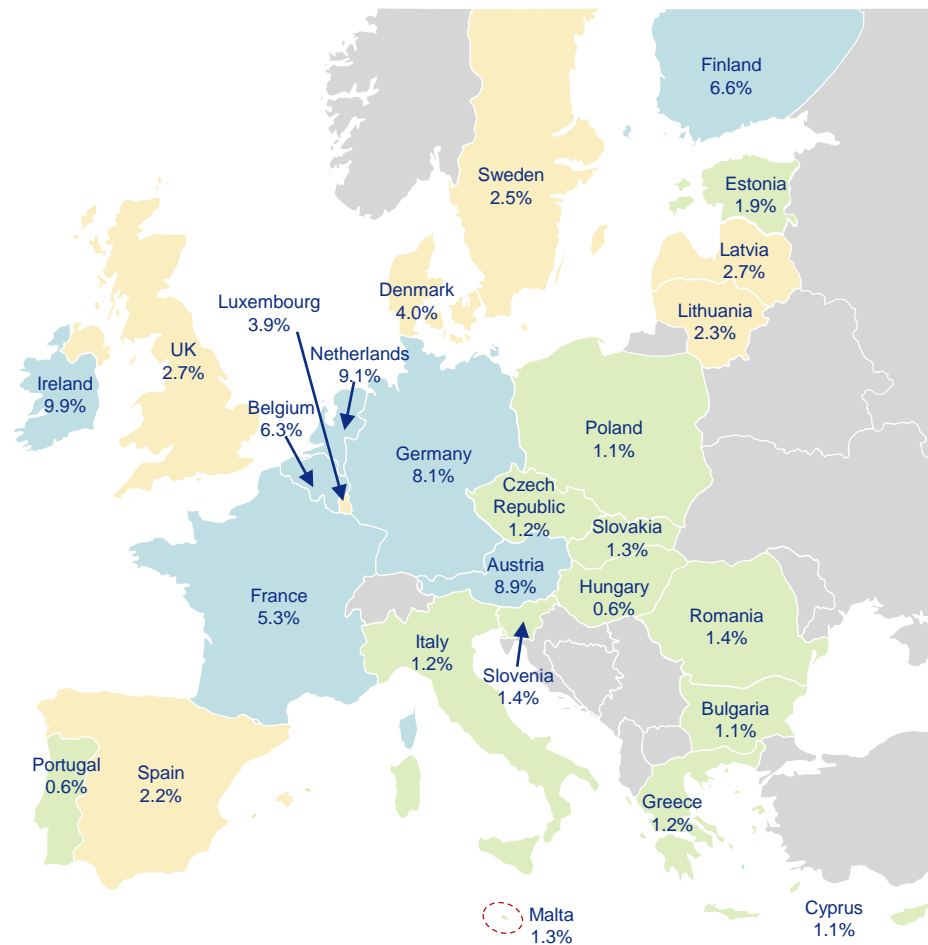 Finland
6.6%
Sweden
2.5%
Estonia
1.9%
Latvia
2.7%
Lithuania
2.3%
Denmark
4.0%
Luxembourg
3.9%
UK
2.7%
Netherlands
9.1%
Ireland
9.9%
Belgium
6.3%
Germany
8.1%
Poland
1.1%
Czech
Republic
1.2%
Slovakia
1.3%
Austria
8.9%
Hungary
0.6%
France
5.3%
Romania
1.4%
Italy
1.2%
Slovenia
1.4%
Bulgaria
1.1%
Portugal
0.6%
Spain
2.2%
Greece
1.2%
Malta
1.3%
Cyprus
1.1%